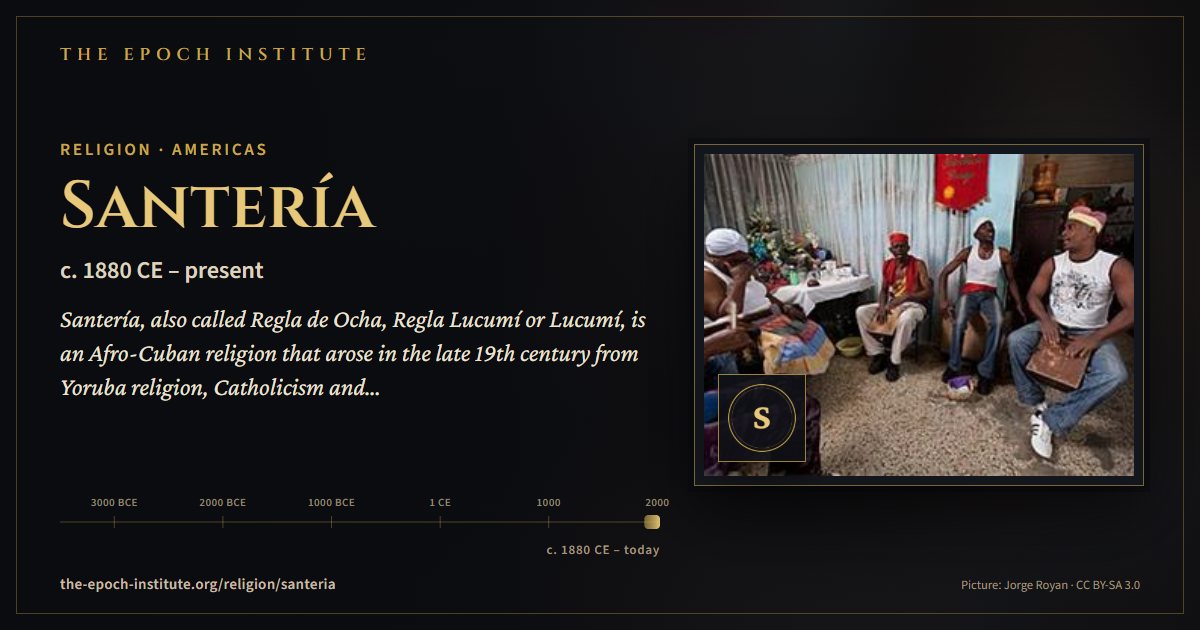 THE EPOCH INSTITUTE
RELIGION · AMERICAS
SANTERÍA
c. 1880 CE – present
Santería, also called Regla de Ocha, Regla Lucumí or Lucumí, is
an Afro-Cuban religion that arose in the late 19th century from
Yoruba religion, Catholicism and...
S
3000 BCE 2000 BCE 1000 BCE 1 CE 1000 2000
c. 1880 CE – today
the-epoch-institute.org/religion/santeria
Picture: Jorge Royan · CC BY-SA 3.0